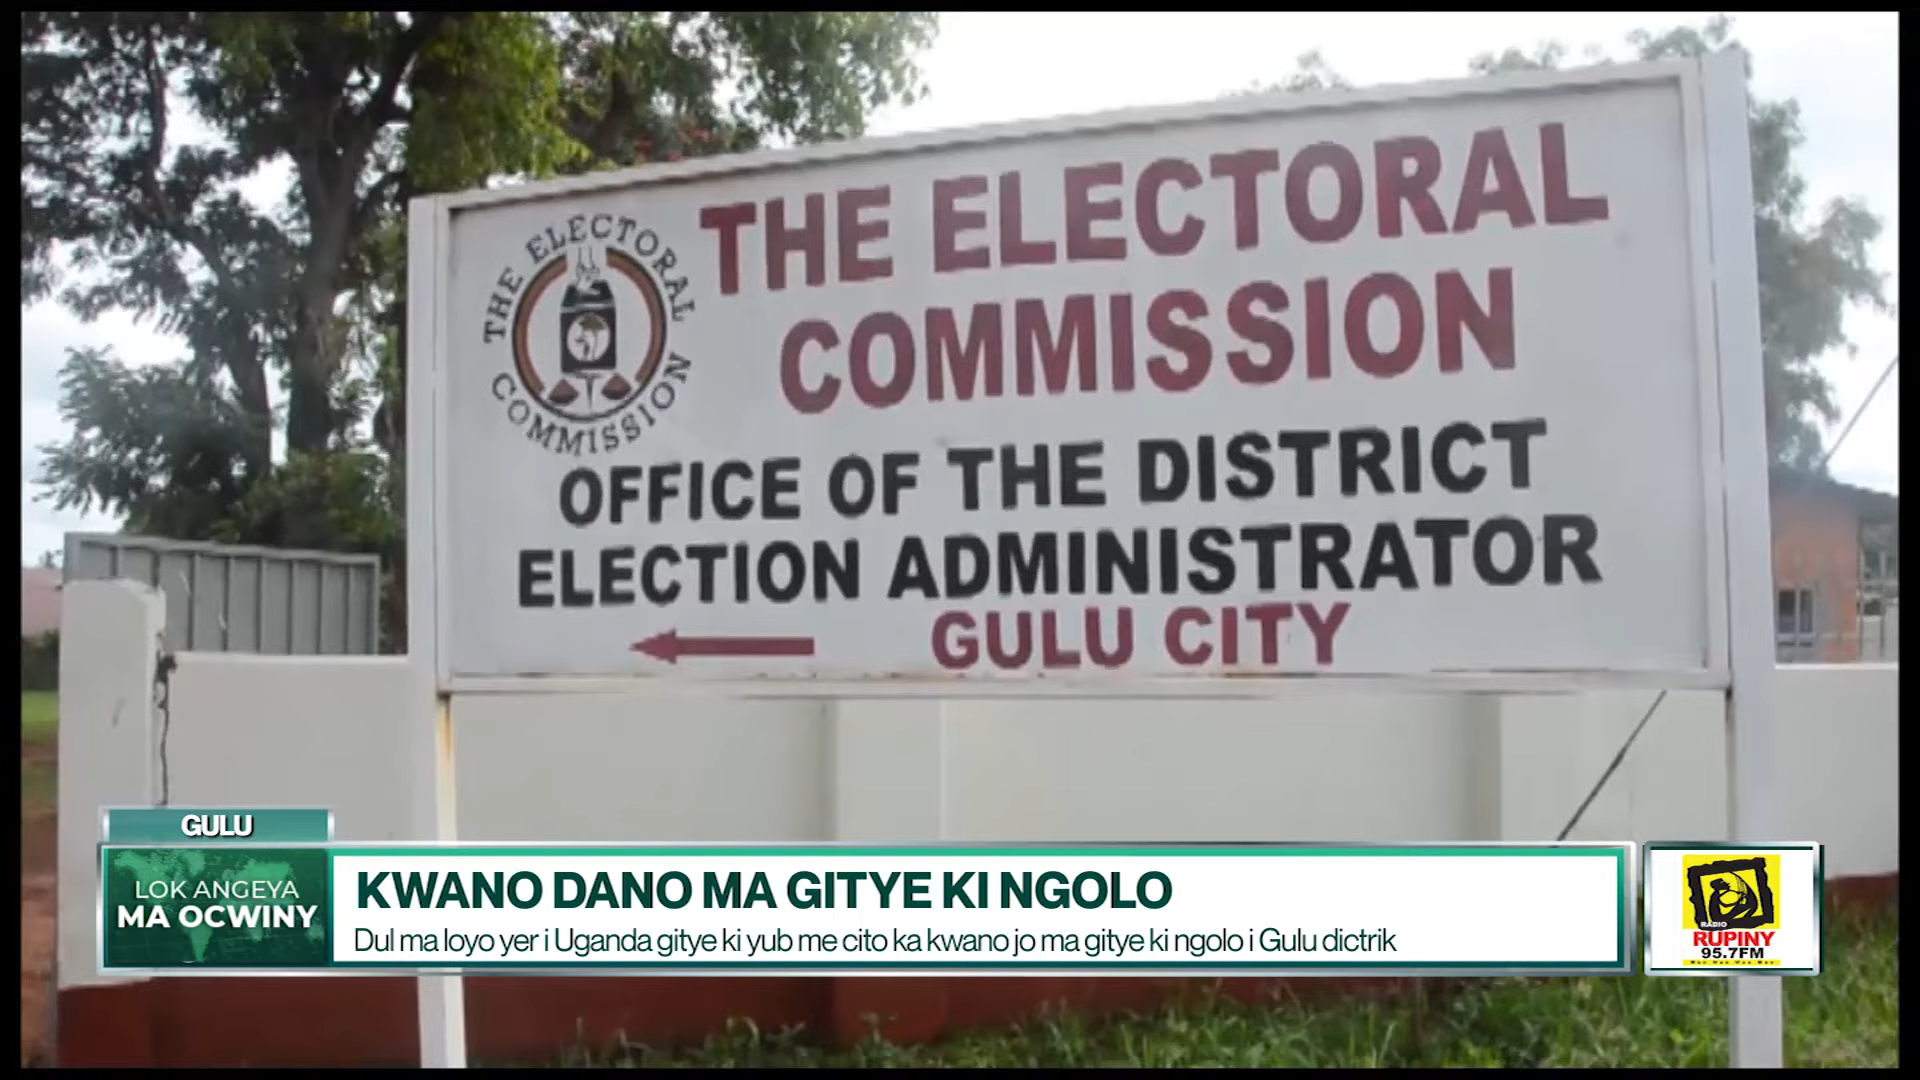 THE ELECTORAL COMMISSION
THE ELECTORAL
COMMISSION
OFFICE OF THE DISTRICT
ELECTION ADMINISTRATOR
GULU CITY
GULU
LOK ANGEYA
MA OCWINY
KWANO DANO MA GITYE KI NGOLO
Dul ma loyo yer i Uganda gitye ki yub me cito ka kwano jo ma gitye ki ngolo i Gulu dictrik
RADIO
RUPINY
95.7FM